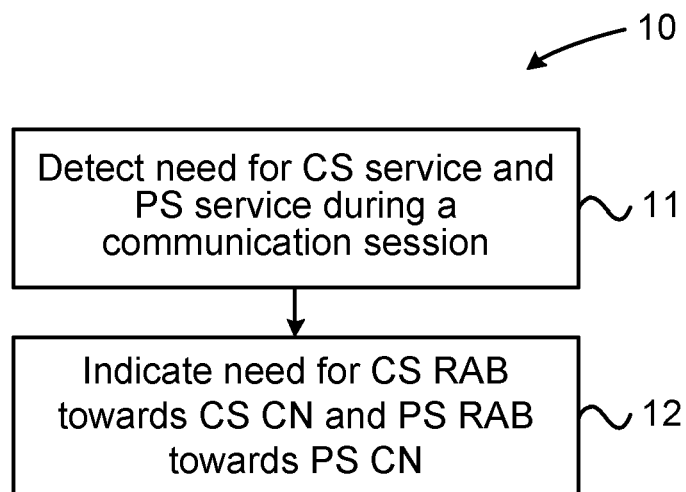 10
Detect need for CS service and
PS service during a
communication session
11
Indicate need for CS RAB
towards CS CN and PS RAB
towards PS CN
12